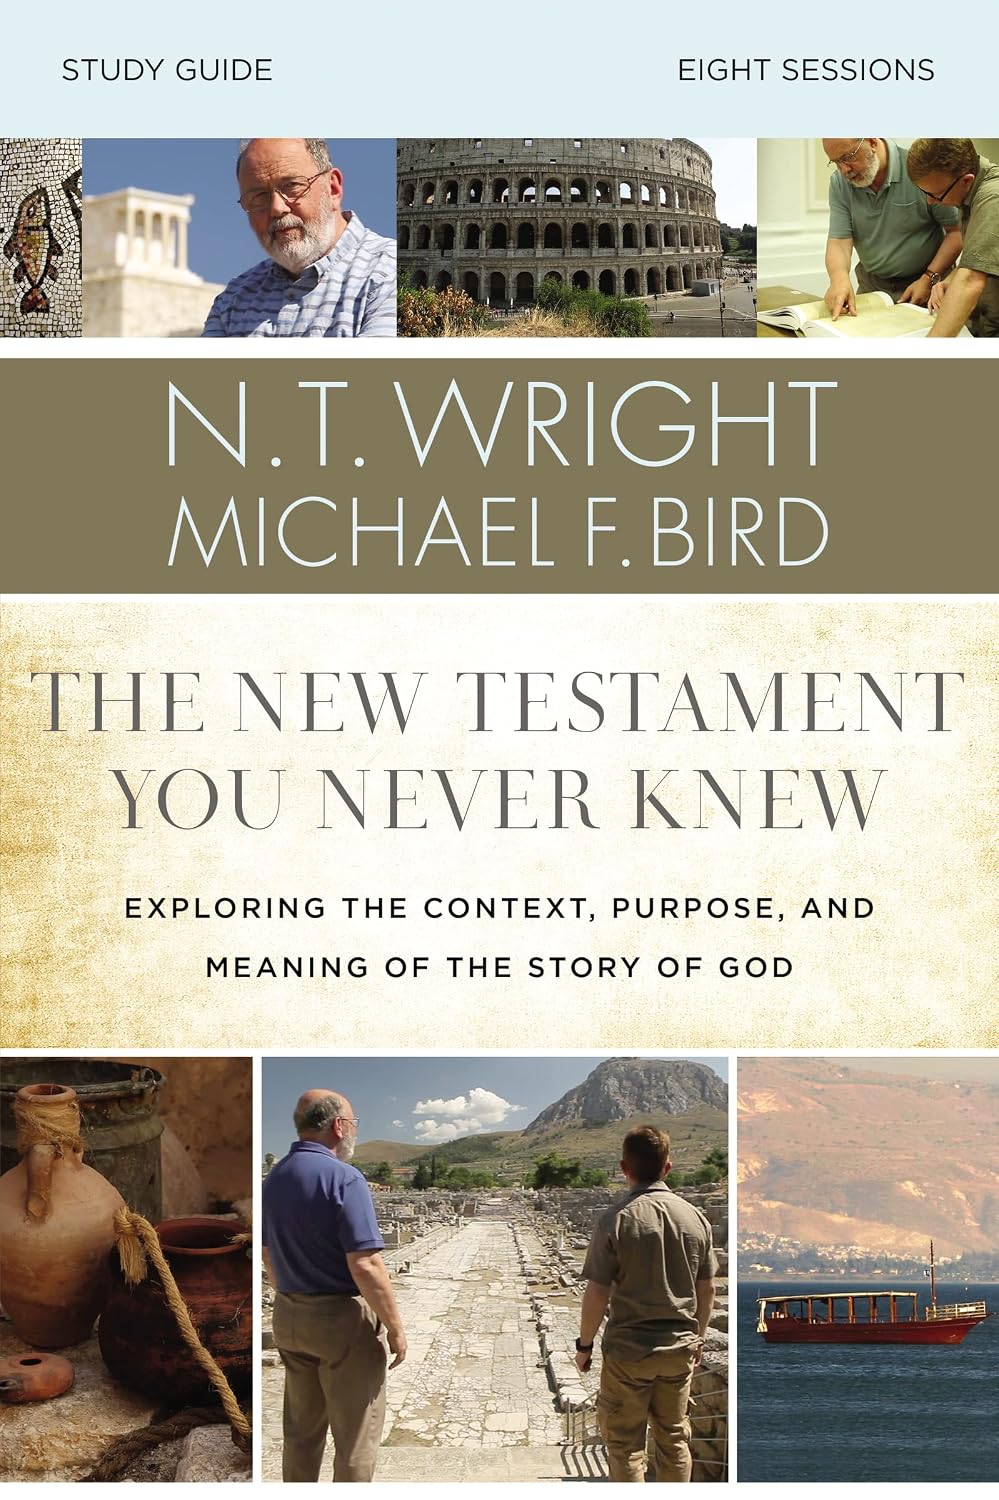 STUDY GUIDE
EIGHT SESSIONS
N.T. WRIGHT
MICHAEL F. BIRD
THE NEW TESTAMENT
YOU NEVER KNEW
EXPLORING THE CONTEXT, PURPOSE, AND
MEANING OF THE STORY OF GOD